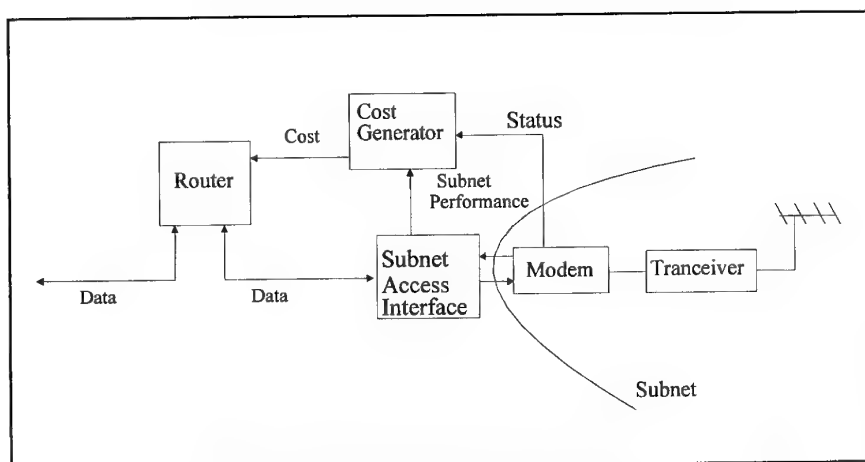 Cost
Generator
Status
Cost
Router
Subnet
Performance
Subnet
Access
Interface
Modem
Tranceiver
Data
Data
Subnet